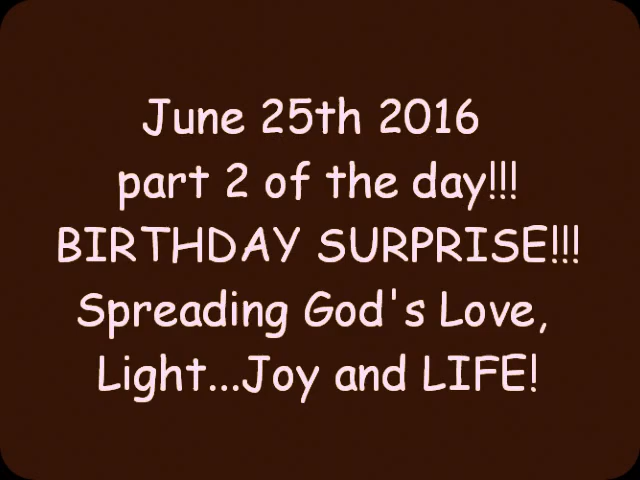 June 25th 2016
part 2 of the day!!!
BIRTHDAY SURPRISE!!!
Spreading God's Love,
Light...Joy and LIFE!